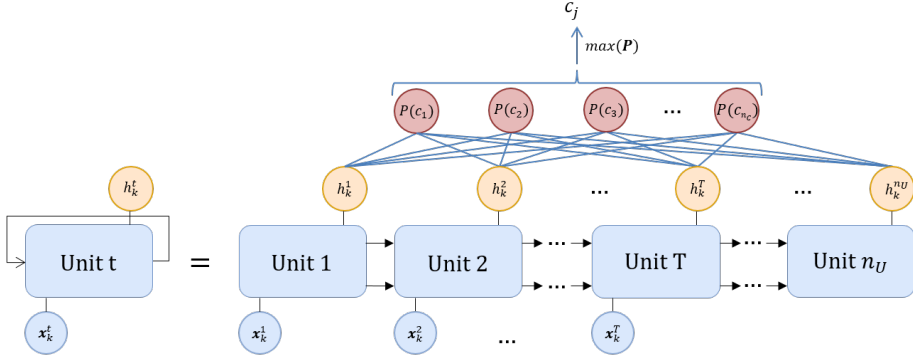 c_j
max(P)
P(c_1) P(c_2) P(c_3) ... P(c_{n_C})
h_k^t h_k^1 h_k^2 ... h_k^T ... h_k^{n_U}
Unit t = Unit 1 Unit 2 ... Unit T ... Unit n_U
... ...
x_k^t x_k^1 x_k^2 ... x_k^T